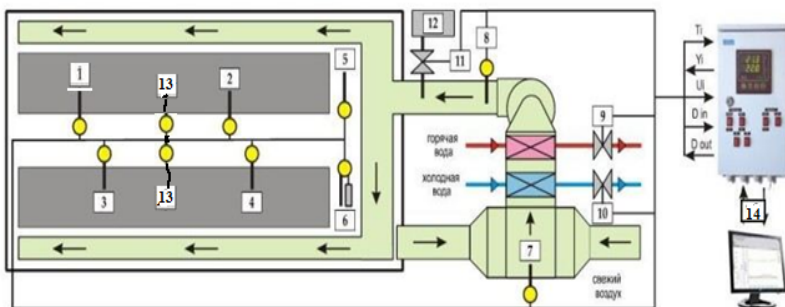 12
8
5
11
1
13
2
9
горячая
вода
холодная
вода
3
13
4
6
10
7
свежий
воздух
Ti
Yi
Ui
D in
D out
14